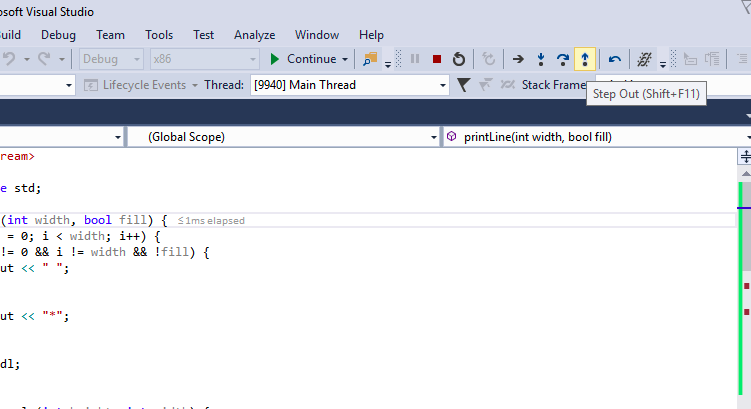 osoft Visual Studio
uild Debug Team Tools Test Analyze Window Help
Debug x86 Continue
Lifecycle Events Thread: [9940] Main Thread Stack Frame
Step Out (Shift+F11)
(Global Scope) printLine(int width, bool fill)
ream>
e std;
(int width, bool fill) { ≤1ms elapsed
= 0; i < width; i++) {
!= 0 && i != width && !fill) {
ut << " ";
ut << "*";
dl;